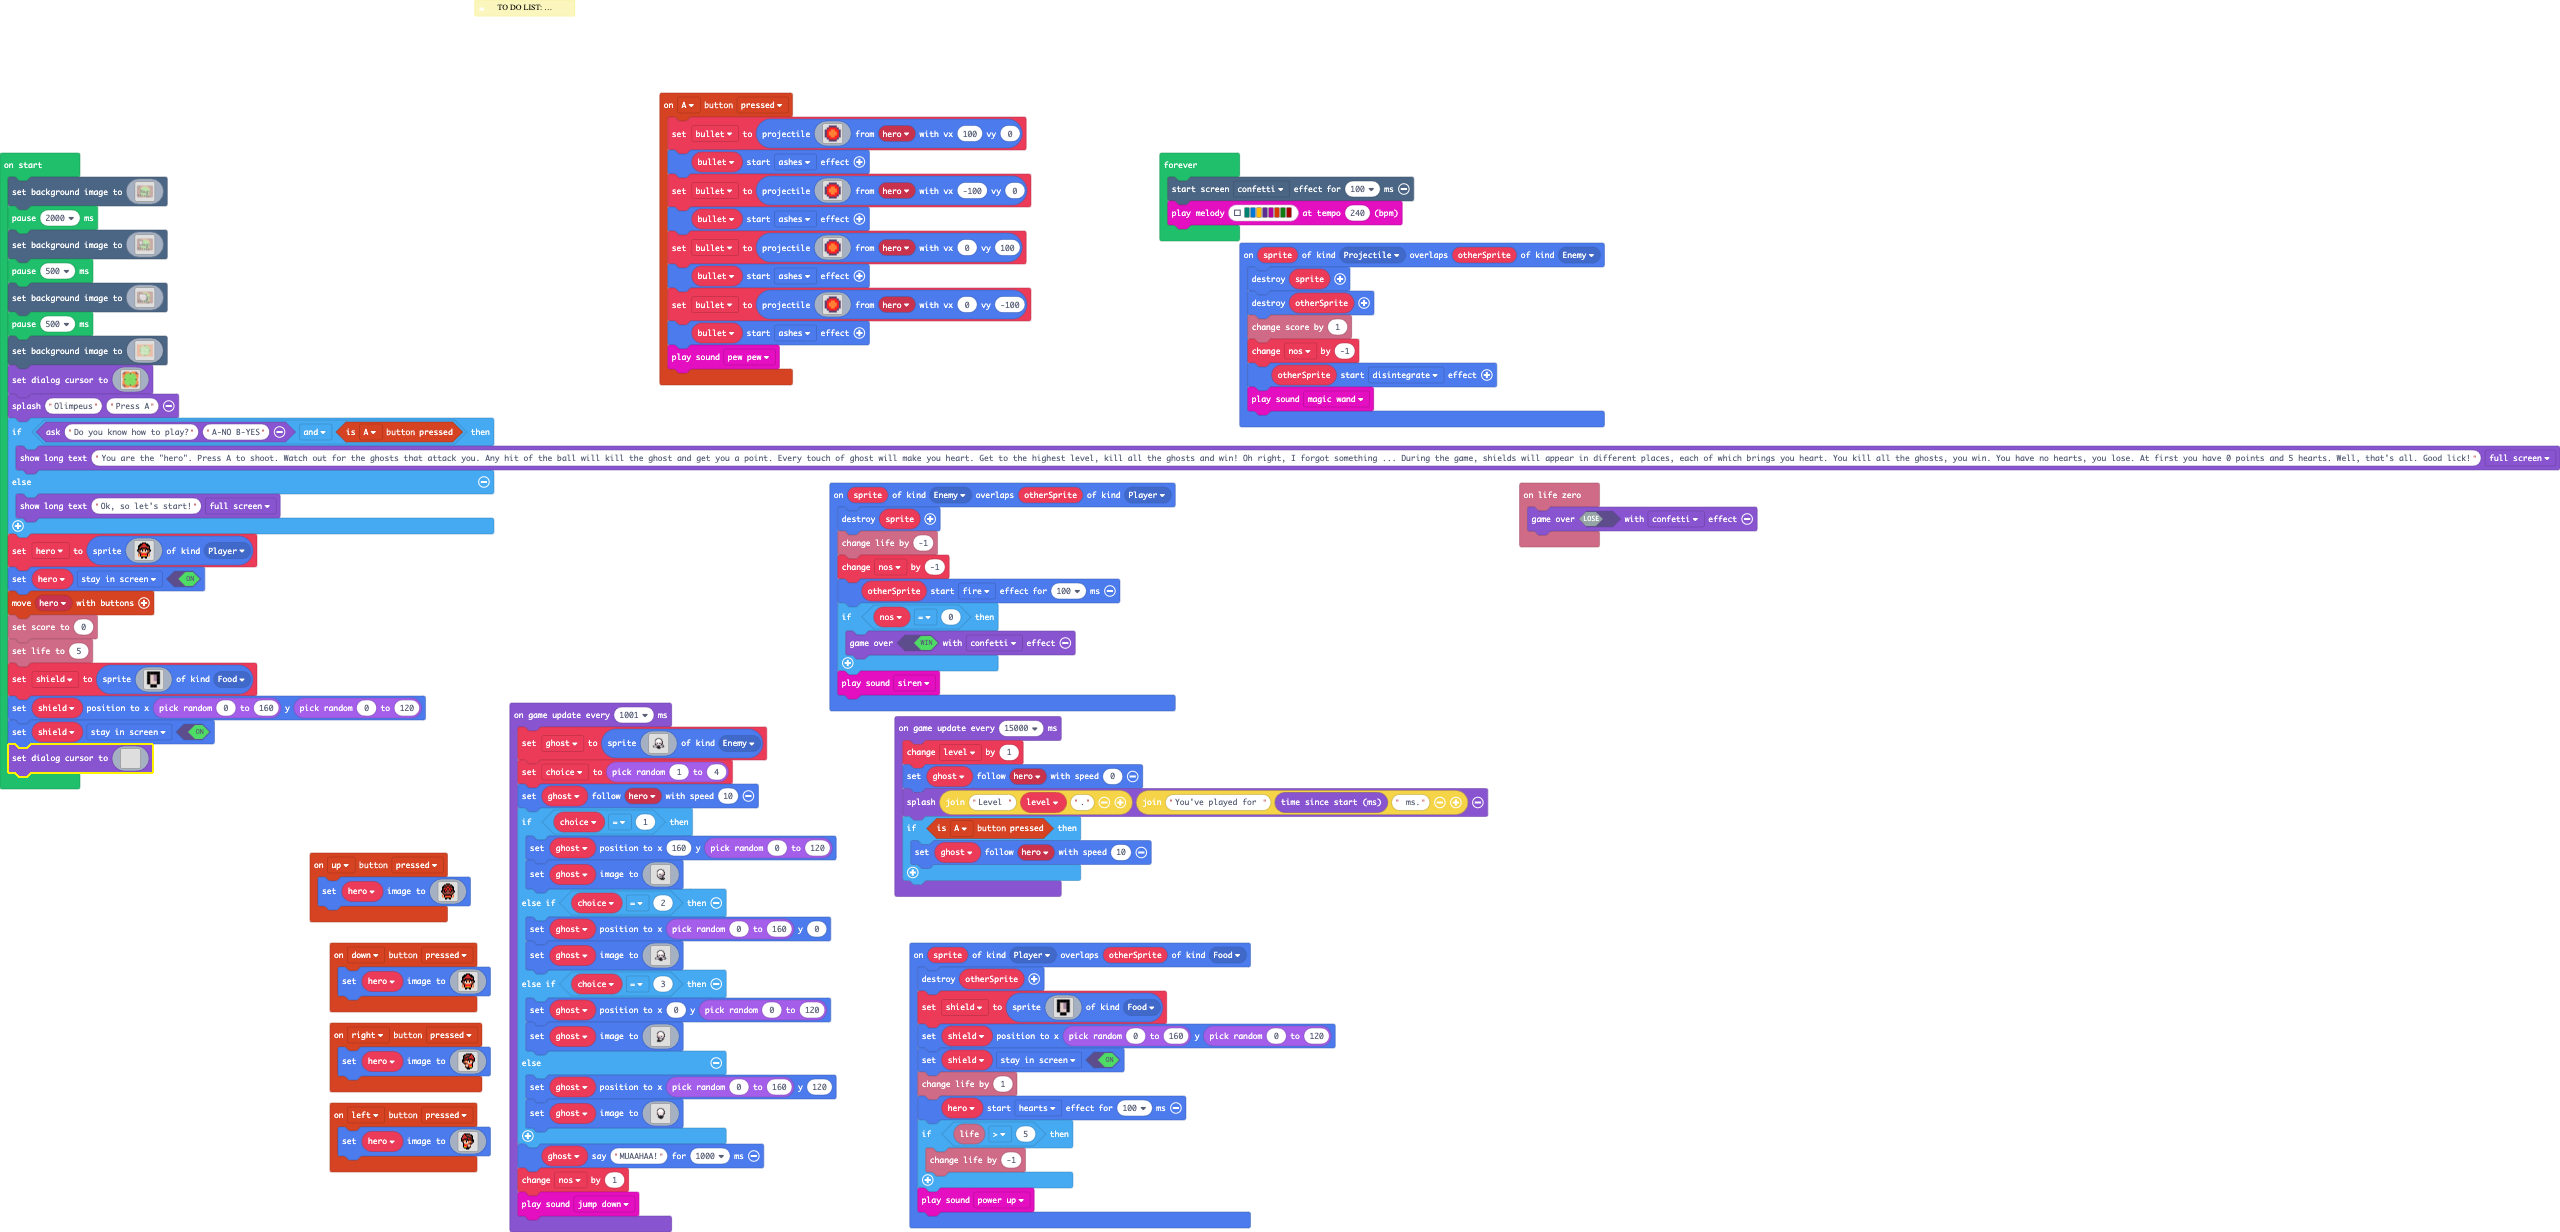 TO DO LIST: ...
on start
set background image to
pause 2000 ms
set background image to
pause 500 ms
set background image to
pause 500 ms
set background image to
set dialog cursor to
splash "Olimpeus" "Press A"
if ask "Do you know how to play?" "A-NO B-YES" and is A button pressed then
show long text "You are the "hero". Press A to shoot. Watch out for the ghosts that attack you. Any hit of the ball will kill the ghost and get you a point. Every touch of ghost will make you heart. Get to the highest level, kill all the ghosts and win! Oh right, I forgot something ... During the game, shields will appear in different places, each of which brings you heart. You kill all the ghosts, you win. You have no hearts, you lose. At first you have 0 points and 5 hearts. Well, that's all. Good lick!" full screen
else
show long text "Ok, so let's start!" full screen
set hero to sprite of kind Player
set hero stay in screen ON
move hero with buttons
set score to 0
set life to 5
set shield to sprite of kind Food
set shield position to x pick random 0 to 160 y pick random 0 to 120
set shield stay in screen ON
set dialog cursor to
on up button pressed
set hero image to
on down button pressed
set hero image to
on right button pressed
set hero image to
on left button pressed
set hero image to
on A button pressed
set bullet to projectile from hero with vx 100 vy 0
bullet start ashes effect
set bullet to projectile from hero with vx -100 vy 0
bullet start ashes effect
set bullet to projectile from hero with vx 0 vy 100
bullet start ashes effect
set bullet to projectile from hero with vx 0 vy -100
bullet start ashes effect
play sound pew pew
on game update every 1001 ms
set ghost to sprite of kind Enemy
set choice to pick random 1 to 4
set ghost follow hero with speed 10
if choice = 1 then
set ghost position to x 160 y pick random 0 to 120
set ghost image to
else if choice = 2 then
set ghost position to x pick random 0 to 160 y 0
set ghost image to
else if choice = 3 then
set ghost position to x 0 y pick random 0 to 120
set ghost image to
else
set ghost position to x pick random 0 to 160 y 120
set ghost image to
ghost say "MUAAHAA!" for 1000 ms
change nos by 1
play sound jump down
forever
start screen confetti effect for 100 ms
play melody at tempo 240 (bpm)
on sprite of kind Projectile overlaps otherSprite of kind Enemy
destroy sprite
destroy otherSprite
change score by 1
change nos by -1
otherSprite start disintegrate effect
play sound magic wand
on sprite of kind Enemy overlaps otherSprite of kind Player
destroy sprite
change life by -1
change nos by -1
otherSprite start fire effect for 100 ms
if nos = 0 then
game over WIN with confetti effect
play sound siren
on life zero
game over LOSE with confetti effect
on game update every 15000 ms
change level by 1
set ghost follow hero with speed 0
splash join "Level " level "." join "You've played for " time since start (ms) " ms."
if is A button pressed then
set ghost follow hero with speed 10
on sprite of kind Player overlaps otherSprite of kind Food
destroy otherSprite
set shield to sprite of kind Food
set shield position to x pick random 0 to 160 y pick random 0 to 120
set shield stay in screen ON
change life by 1
hero start hearts effect for 100 ms
if life > 5 then
change life by -1
play sound power up